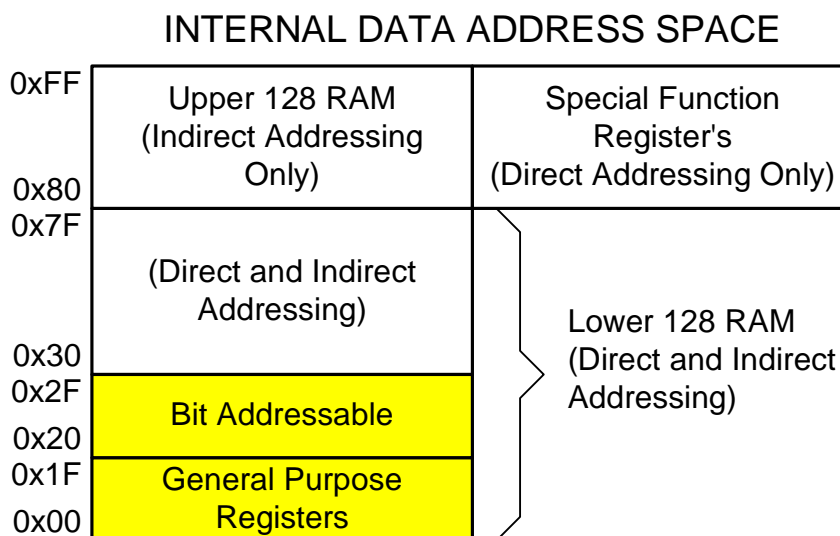 INTERNAL DATA ADDRESS SPACE
0xFF
Upper 128 RAM
(Indirect Addressing
Only)
0x80
Special Function
Register's
(Direct Addressing Only)
0x7F
(Direct and Indirect
Addressing)
0x30
Lower 128 RAM
(Direct and Indirect
Addressing)
0x2F
Bit Addressable
0x20
0x1F
General Purpose
Registers
0x00